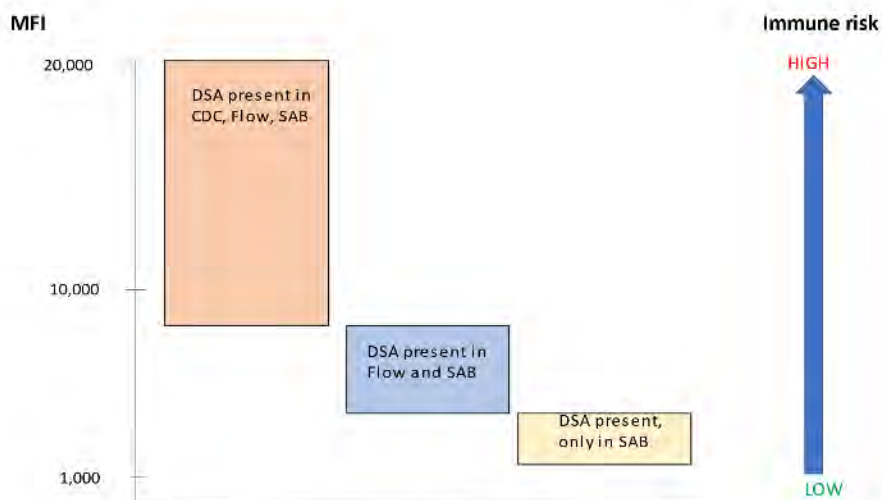 MFI
Immune risk
20,000
HIGH
DSA present in
CDC, Flow, SAB
10,000
DSA present in
Flow and SAB
DSA present,
only in SAB
1,000
LOW